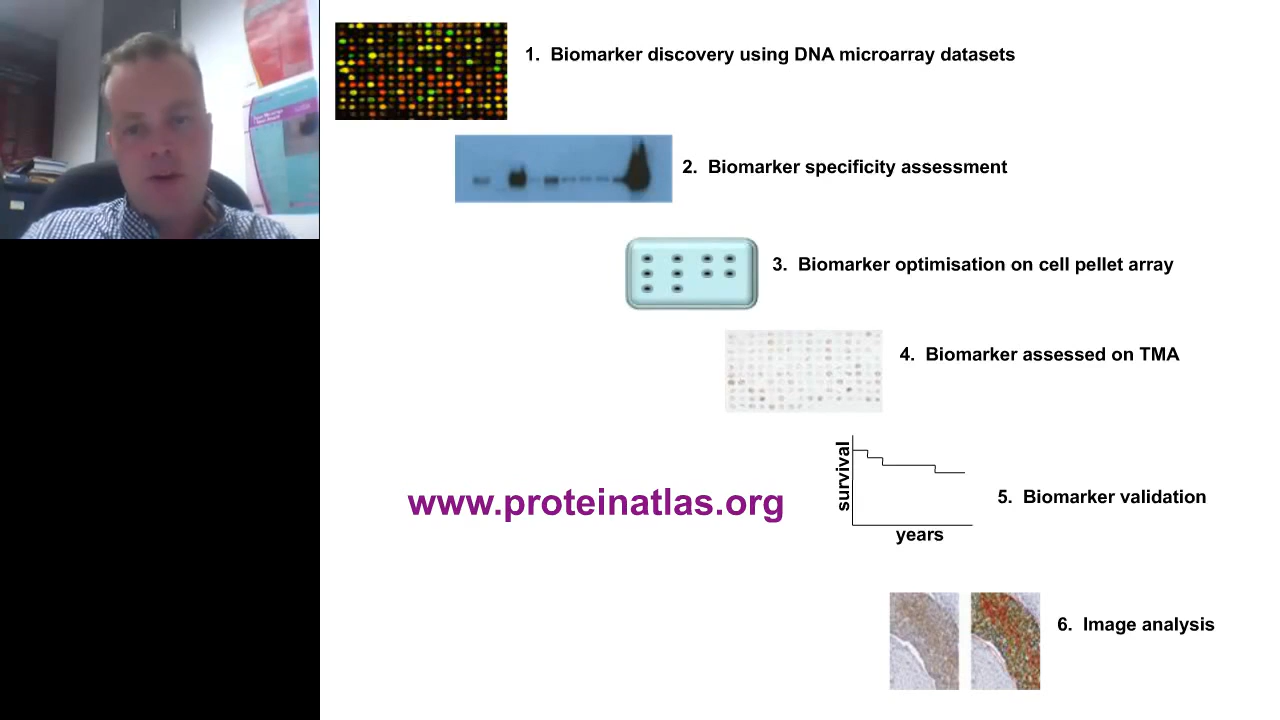 1. Biomarker discovery using DNA microarray datasets
2. Biomarker specificity assessment
3. Biomarker optimisation on cell pellet array
4. Biomarker assessed on TMA
survival
www.proteinatlas.org
5. Biomarker validation
years
6. Image analysis